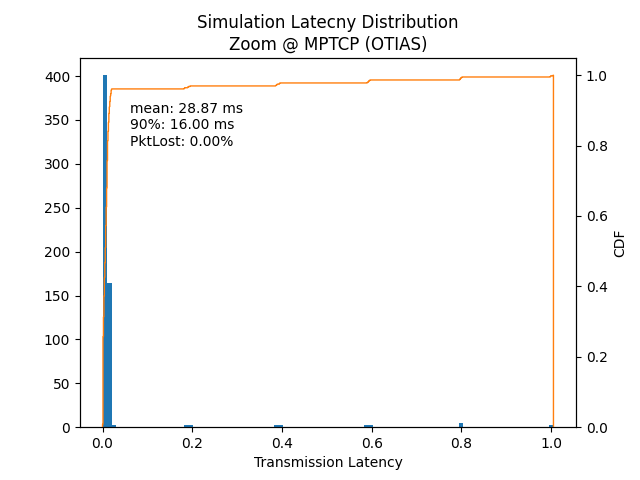 Simulation Latecny Distribution
Zoom @ MPTCP (OTIAS)
mean: 28.87 ms
90%: 16.00 ms
PktLost: 0.00%
400
350
300
250
200
150
100
50
0
1.0
0.8
0.6
0.4
0.2
0.0
CDF
0.0 0.2 0.4 0.6 0.8 1.0
Transmission Latency